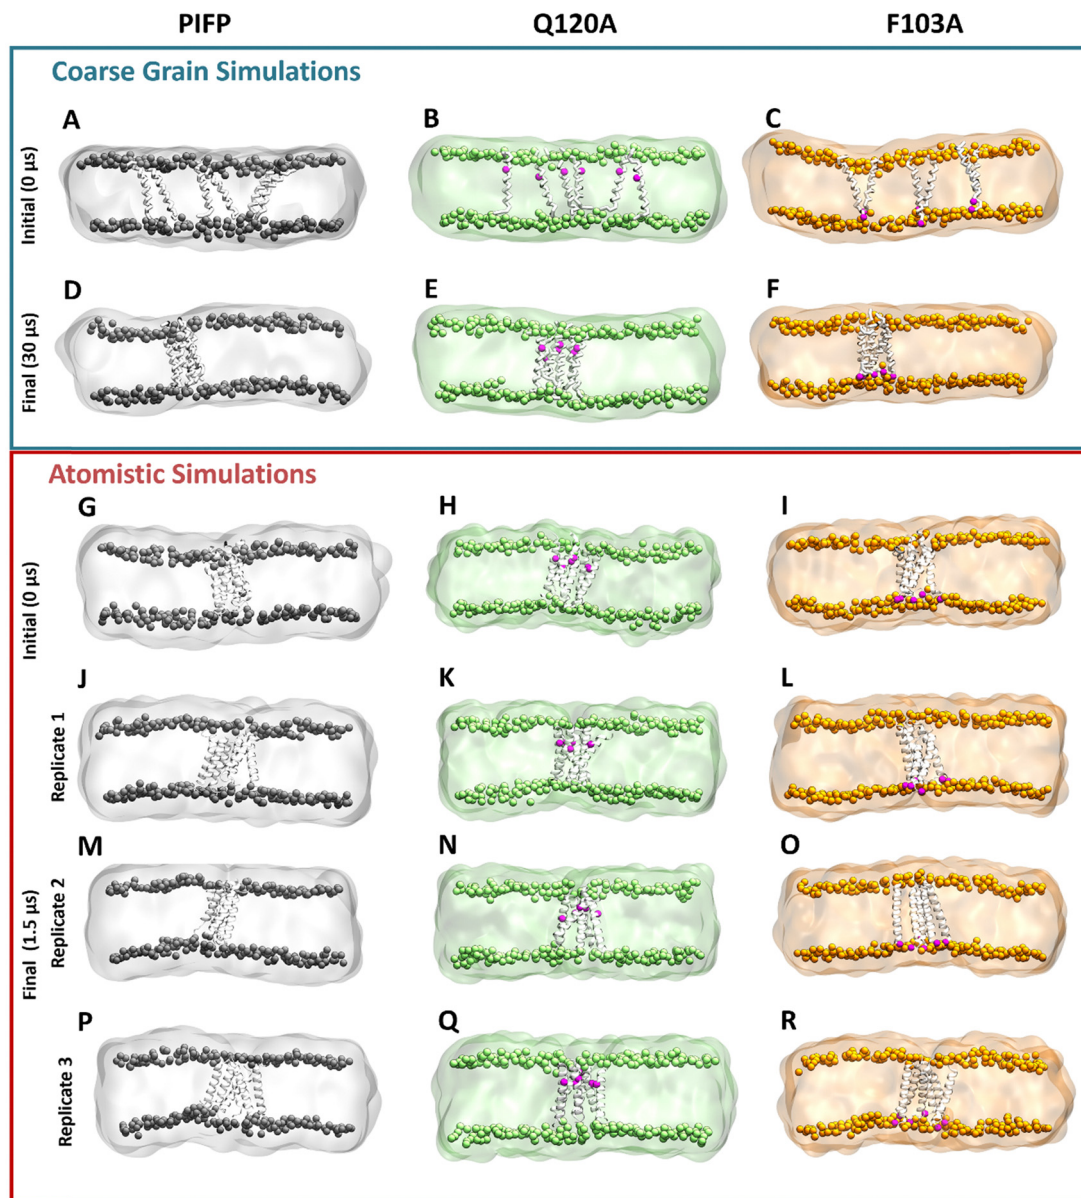 PIFP Q120A F103A
Coarse Grain Simulations
A B C
Initial (0 μs)
D E F
Final (30 μs)
Atomistic Simulations
G H I
Initial (0 μs)
J K L
Replicate 1
M N O
Final (1.5 μs)
Replicate 2
P Q R
Replicate 3